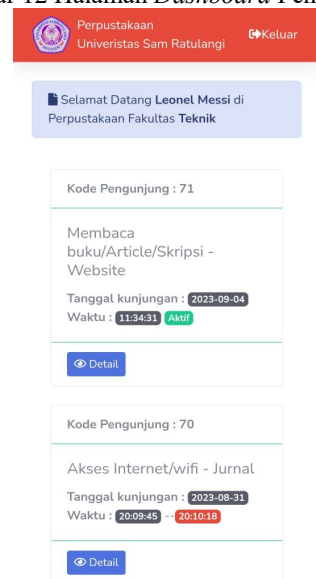 12 Halaman Dashboard
Perpustakaan
Univeristas Sam Ratulangi
Keluar
Selamat Datang Leonel Messi di
Perpustakaan Fakultas Teknik
Kode Pengunjung : 71
Membaca
buku/Article/Skripsi -
Website
Tanggal kunjungan : 2023-09-04
Waktu : 11:34:31 Aktif
Detail
Kode Pengunjung : 70
Akses Internet/wifi - Jurnal
Tanggal kunjungan : 2023-08-31
Waktu : 20:09:45 -- 20:10:18
Detail